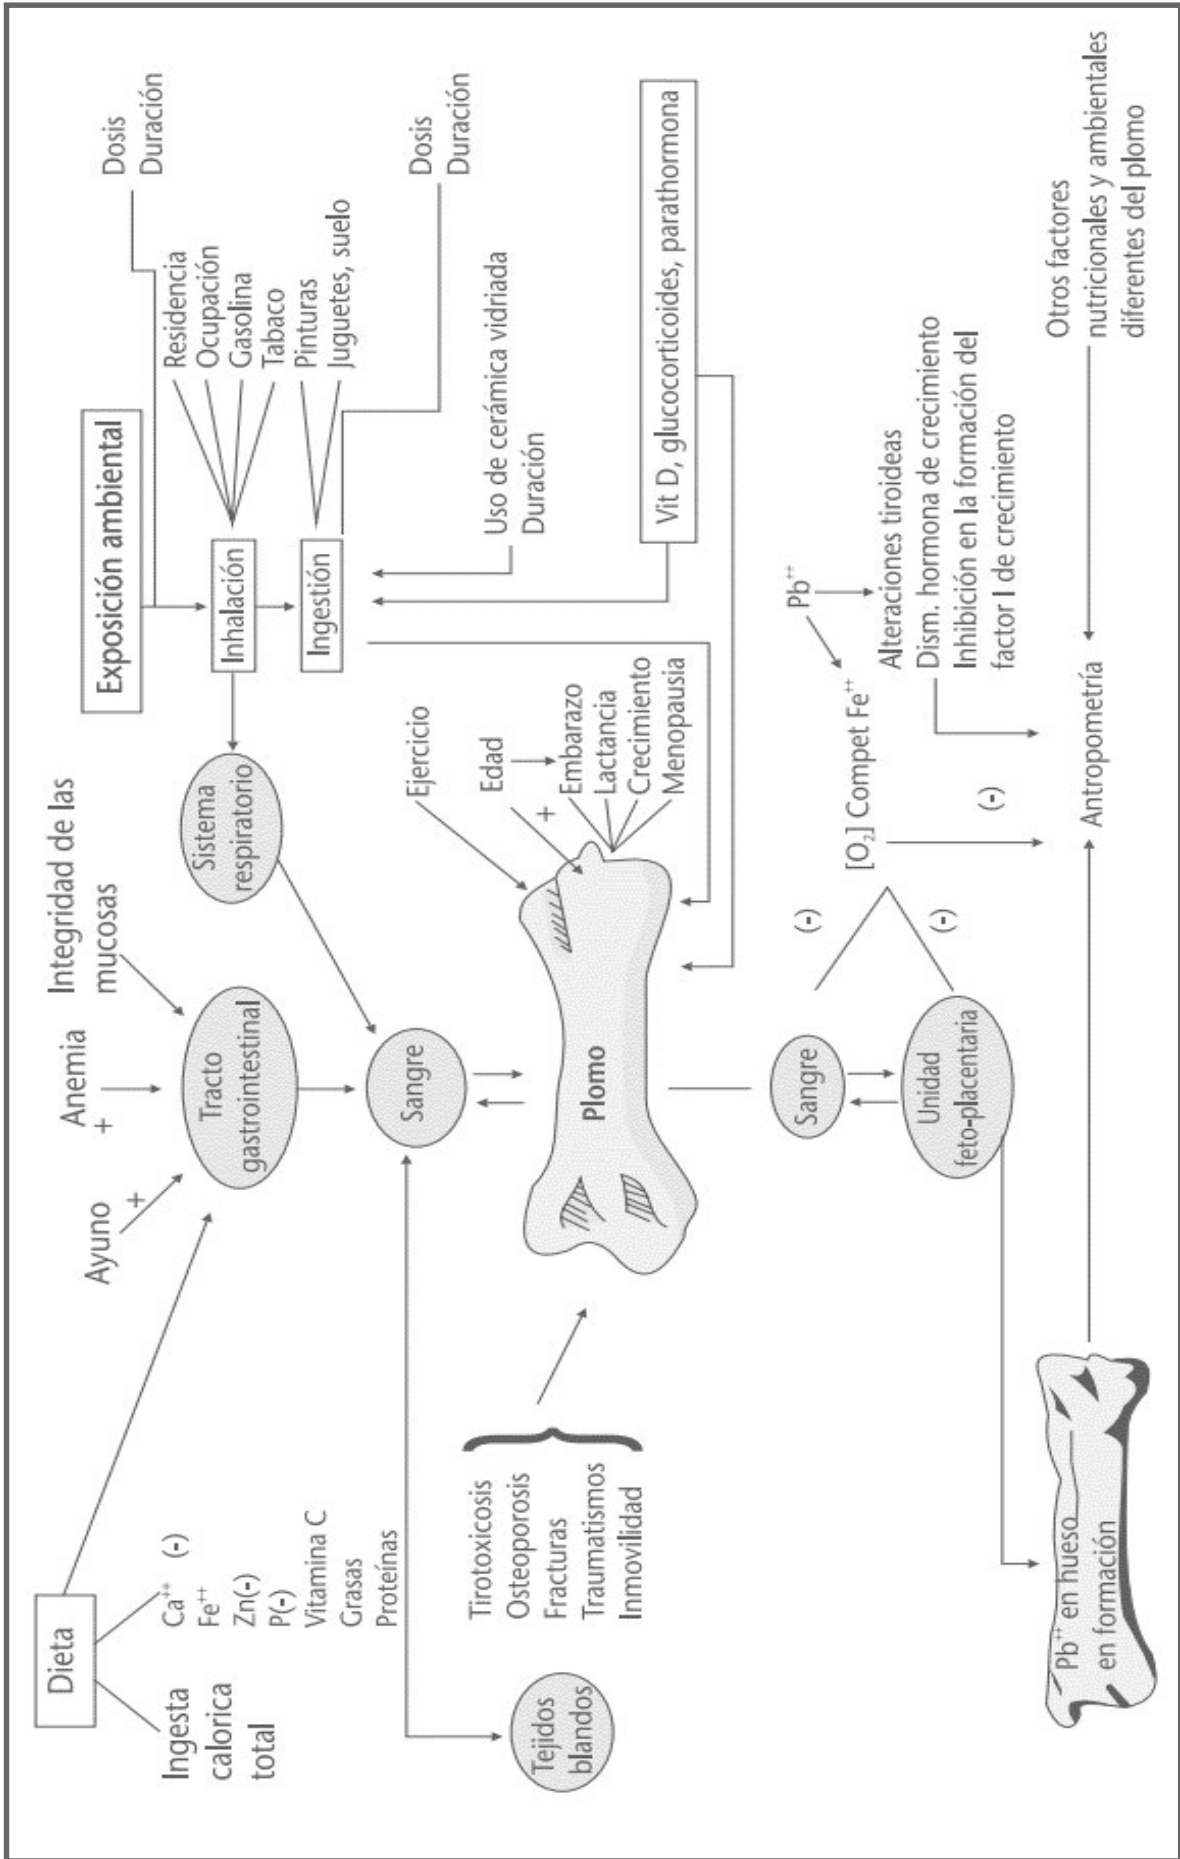 Dieta
Ingesta
calorica
total
Ca⁺⁺ (-)
Fe⁺⁺
Zn(-)
P(-)
Vitamina C
Grasas
Proteínas
Ayuno
+
Anemia
+
Integridad de las
mucosas
Tracto
gastrointestinal
Sistema
respiratorio
Exposición ambiental
Dosis
Duración
Inhalación
Residencia
Ocupación
Gasolina
Tabaco
Ingestión
Pinturas
Juguetes, suelo
Dosis
Duración
Uso de cerámica vidriada
Duración
Vit D, glucocorticoides, parathormona
Sangre
Tejidos
blandos
Tirotoxicosis
Osteoporosis
Fracturas
Traumatismos
Inmovilidad
Plomo
Ejercicio
Edad
+
Embarazo
Lactancia
Crecimiento
Menopausia
Sangre
Unidad
feto-placentaria
(-)
(-)
[O₂] Compet Fe⁺⁺
Pb⁺⁺
Alteraciones tiroideas
Dism. hormona de crecimiento
Inhibición en la formación del
factor I de crecimiento
(-)
Pb⁺⁺ en hueso
en formación
Antropometría
Otros factores
nutricionales y ambientales
diferentes del plomo